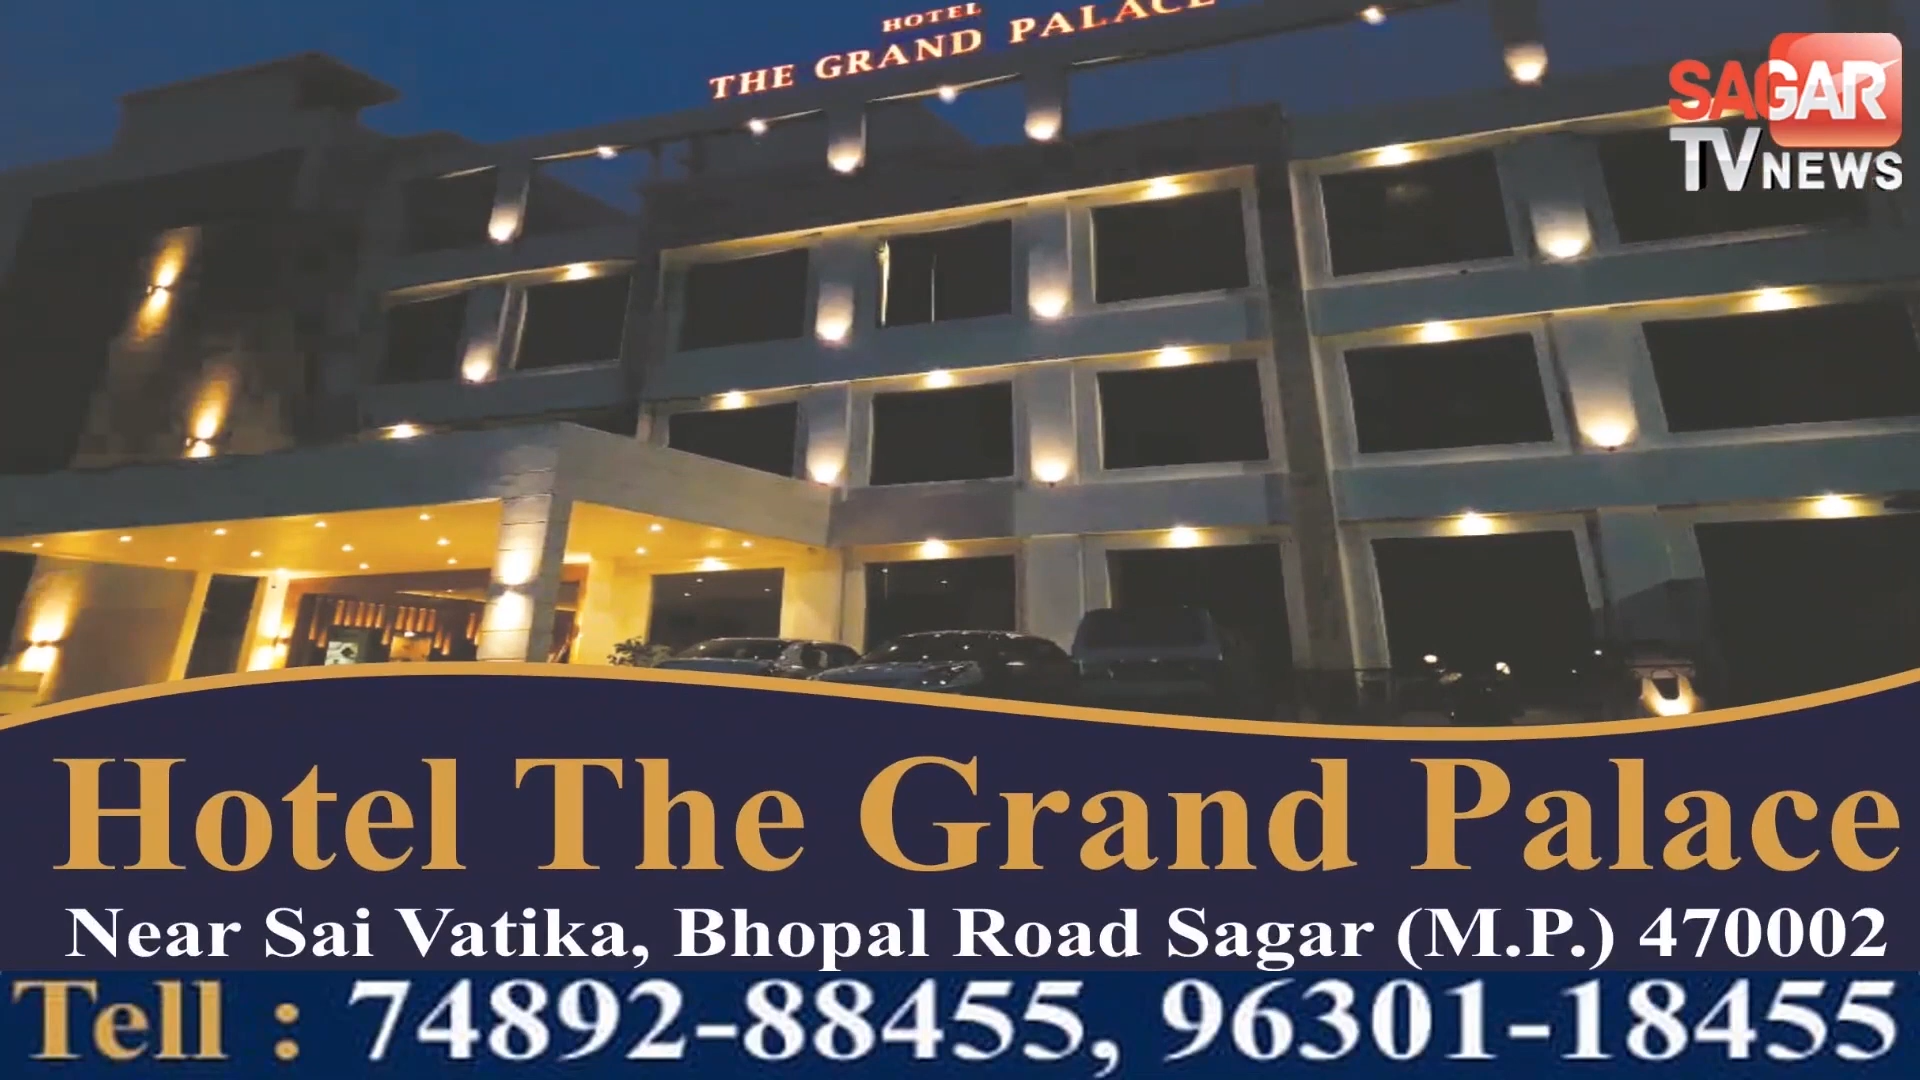 HOTEL
THE GRAND PALACE
SAGAR
TV NEWS
Hotel The Grand Palace
Near Sai Vatika, Bhopal Road Sagar (M.P.) 470002
Tell : 74892-88455, 96301-18455